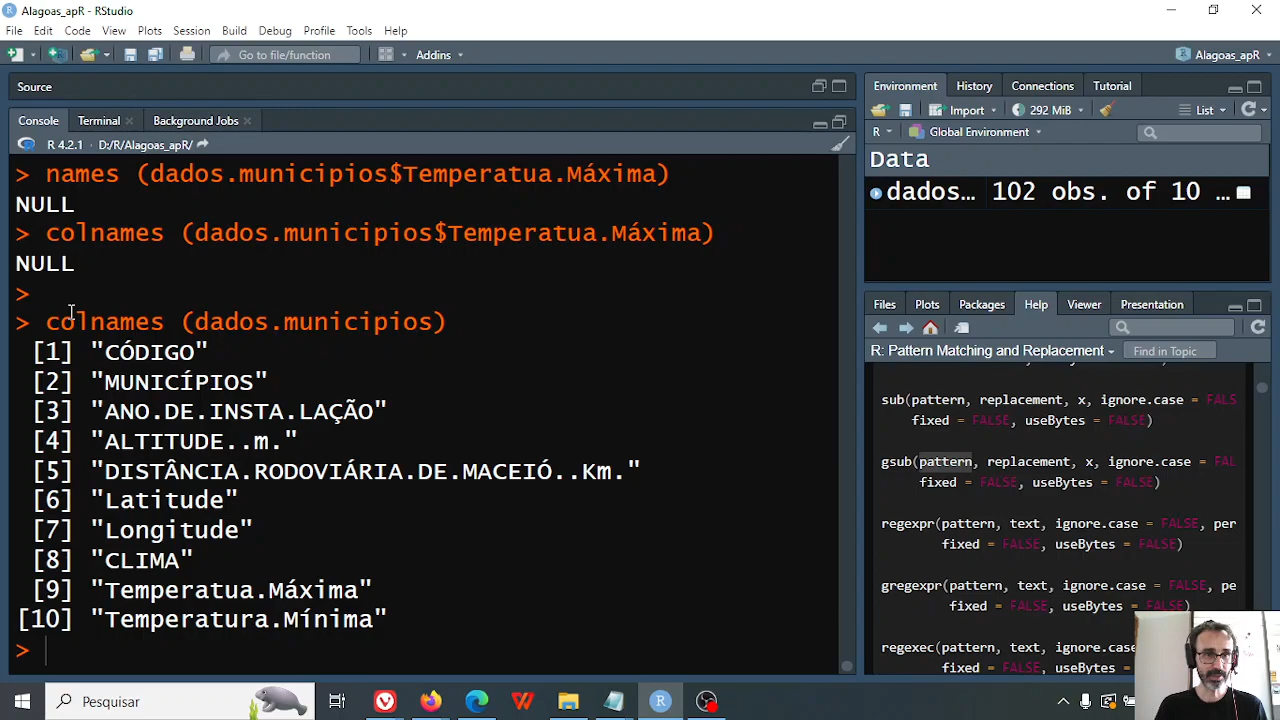 Alagoas_apR - RStudio
File Edit Code View Plots Session Build Debug Profile Tools Help
Go to file/function Addins Alagoas_apR
Source
Console Terminal Background Jobs
R 4.2.1 · D:/R/Alagoas_apR/
> names (dados.municipios$Temperatua.Máxima)
NULL
> colnames (dados.municipios$Temperatua.Máxima)
NULL
>
> colnames (dados.municipios)
[1] "CÓDIGO"
[2] "MUNICÍPIOS"
[3] "ANO.DE.INSTA.LAÇÃO"
[4] "ALTITUDE..m."
[5] "DISTÂNCIA.RODOVIÁRIA.DE.MACEIÓ..Km."
[6] "Latitude"
[7] "Longitude"
[8] "CLIMA"
[9] "Temperatua.Máxima"
[10] "Temperatura.Mínima"
>
Environment History Connections Tutorial
Import 292 MiB List
R Global Environment
Data
dados… 102 obs. of 10 …
Files Plots Packages Help Viewer Presentation
R: Pattern Matching and Replacement Find in Topic
sub(pattern, replacement, x, ignore.case = FALS
fixed = FALSE, useBytes = FALSE)
gsub(pattern, replacement, x, ignore.case = FAL
fixed = FALSE, useBytes = FALSE)
regexpr(pattern, text, ignore.case = FALSE, per
fixed = FALSE, useBytes = FALSE)
gregexpr(pattern, text, ignore.case = FALSE, pe
fixed = FALSE, useBytes = FALSE)
regexec(pattern, text, ignore.case = FALSE,
fixed = FALSE, useBytes = FALSE)
Pesquisar